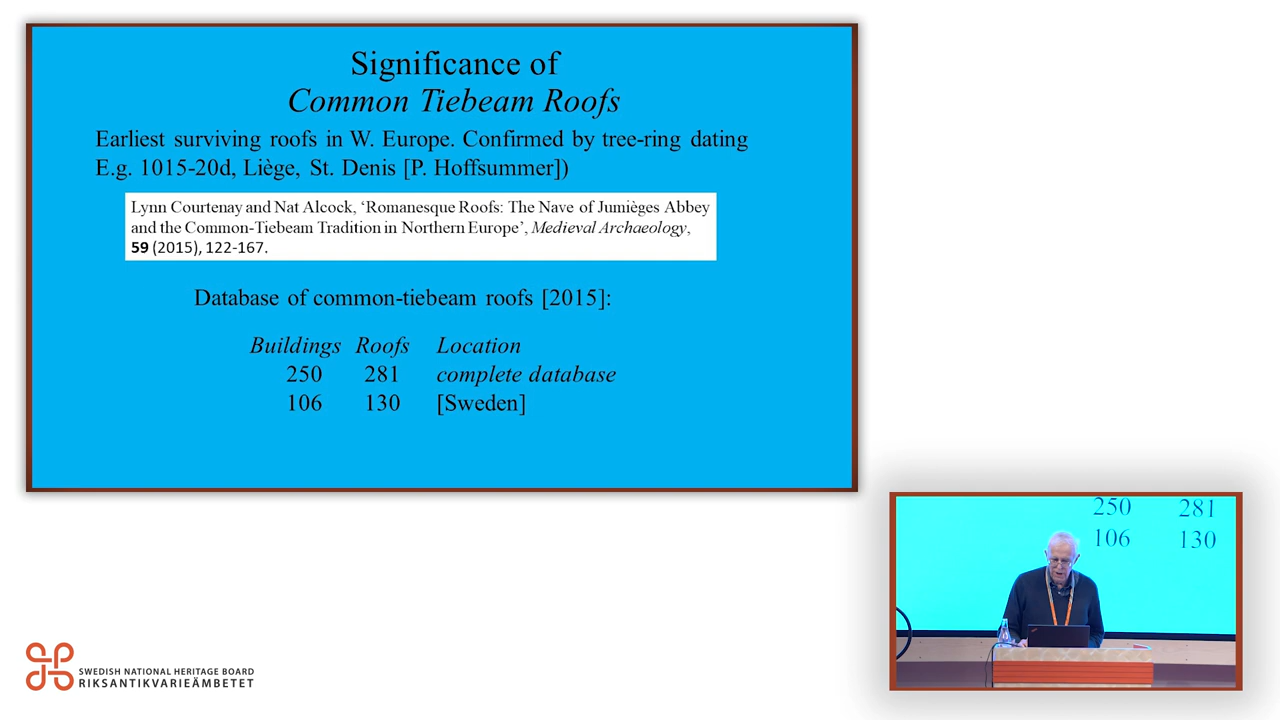 Significance of
Common Tiebeam Roofs
Earliest surviving roofs in W. Europe. Confirmed by tree-ring dating
E.g. 1015-20d, Liège, St. Denis [P. Hoffsummer])
Lynn Courtenay and Nat Alcock, ‘Romanesque Roofs: The Nave of Jumièges Abbey
and the Common-Tiebeam Tradition in Northern Europe’, Medieval Archaeology,
59 (2015), 122-167.
Database of common-tiebeam roofs [2015]:
Buildings Roofs Location
250 281 complete database
106 130 [Sweden]
250 281
106 130
SWEDISH NATIONAL HERITAGE BOARD
RIKSANTIKVARIEÄMBETET